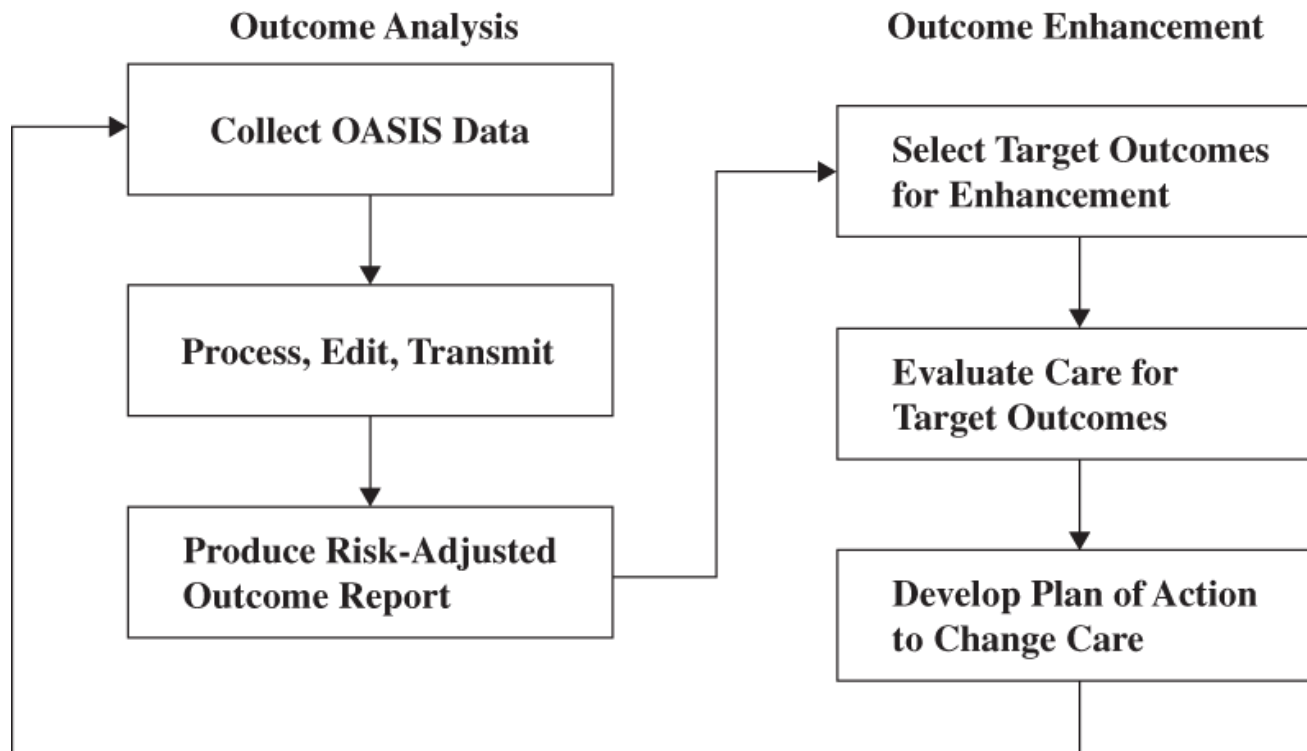 Outcome Analysis
Collect OASIS Data
Process, Edit, Transmit
Produce Risk-Adjusted
Outcome Report
Outcome Enhancement
Select Target Outcomes
for Enhancement
Evaluate Care for
Target Outcomes
Develop Plan of Action
to Change Care